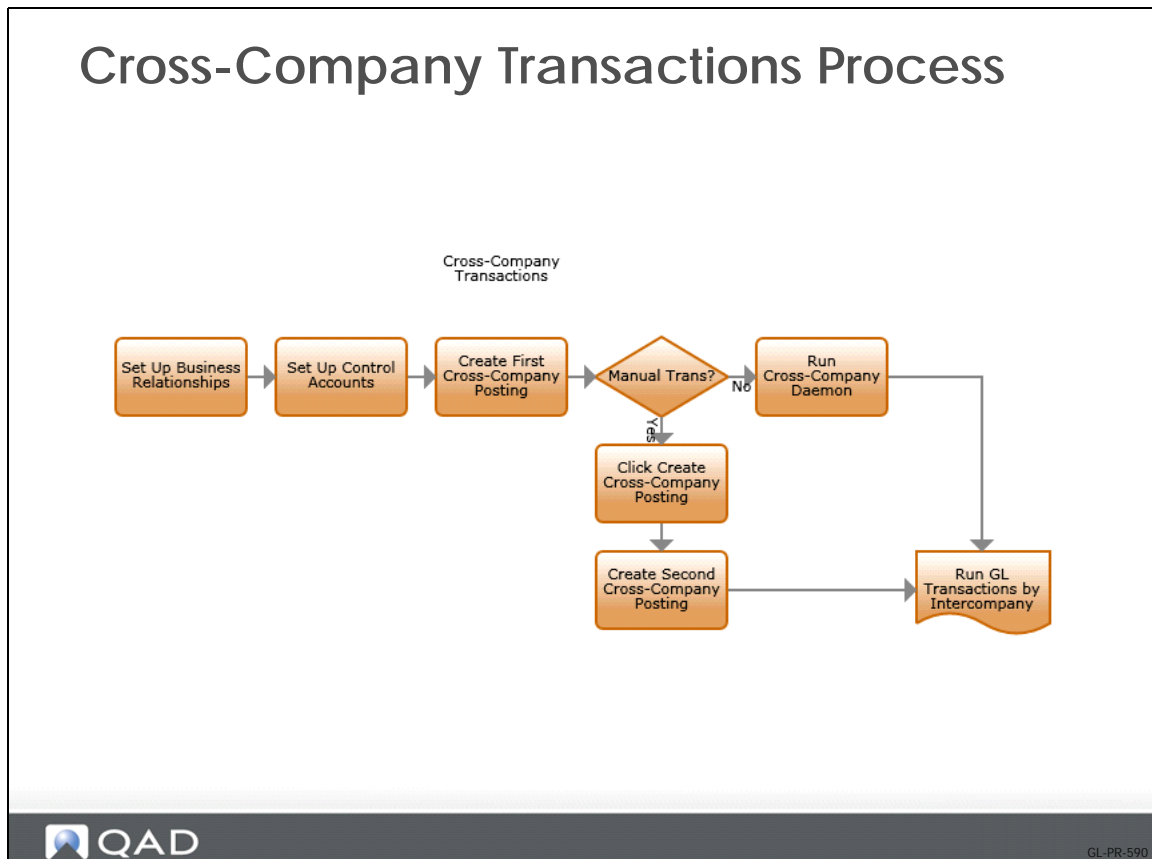 Cross-Company Transactions Process
Cross-Company
Transactions
Set Up Business
Relationships
Set Up Control
Accounts
Create First
Cross-Company
Posting
Manual Trans?
No
Run
Cross-Company
Daemon
Yes
Click Create
Cross-Company
Posting
Create Second
Cross-Company
Posting
Run GL
Transactions by
Intercompany
QAD
GL-PR-590